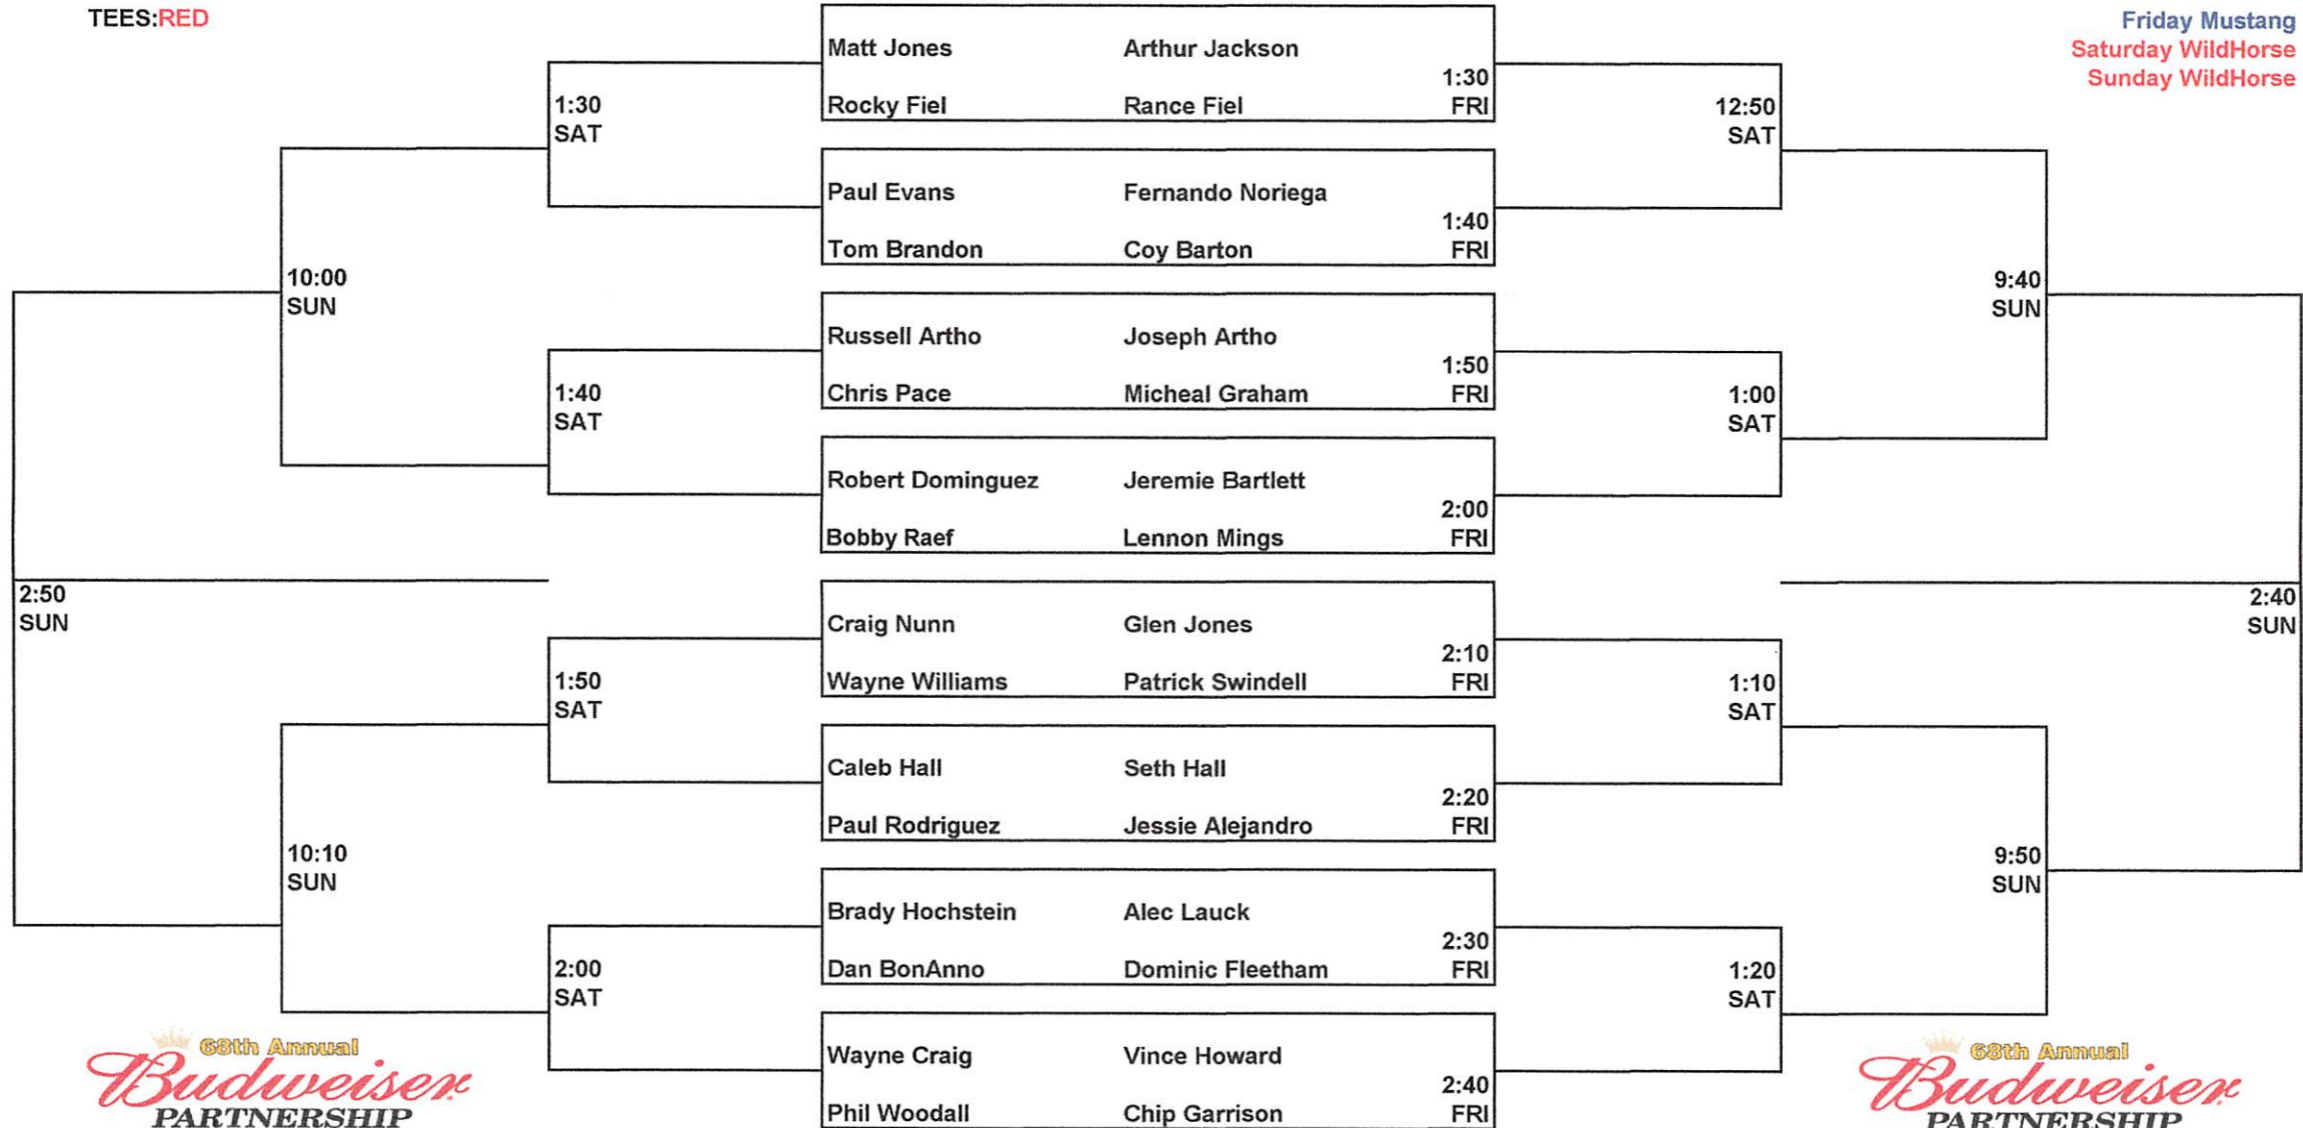 TEES:RED
Friday Mustang
Saturday WildHorse
Sunday WildHorse
Matt Jones Arthur Jackson
1:30
Rocky Fiel Rance Fiel FRI
1:30
SAT
12:50
SAT
Paul Evans Fernando Noriega
1:40
Tom Brandon Coy Barton FRI
10:00
SUN
9:40
SUN
Russell Artho Joseph Artho
1:50
Chris Pace Micheal Graham FRI
1:40
SAT
1:00
SAT
Robert Dominguez Jeremie Bartlett
2:00
Bobby Raef Lennon Mings FRI
2:50
SUN
2:40
SUN
Craig Nunn Glen Jones
2:10
Wayne Williams Patrick Swindell FRI
1:50
SAT
1:10
SAT
Caleb Hall Seth Hall
2:20
Paul Rodriguez Jessie Alejandro FRI
10:10
SUN
9:50
SUN
Brady Hochstein Alec Lauck
2:30
Dan BonAnno Dominic Fleetham FRI
2:00
SAT
1:20
SAT
Wayne Craig Vince Howard
2:40
Phil Woodall Chip Garrison FRI
68th Annual
Budweiser
PARTNERSHIP
68th Annual
Budweiser
PARTNERSHIP